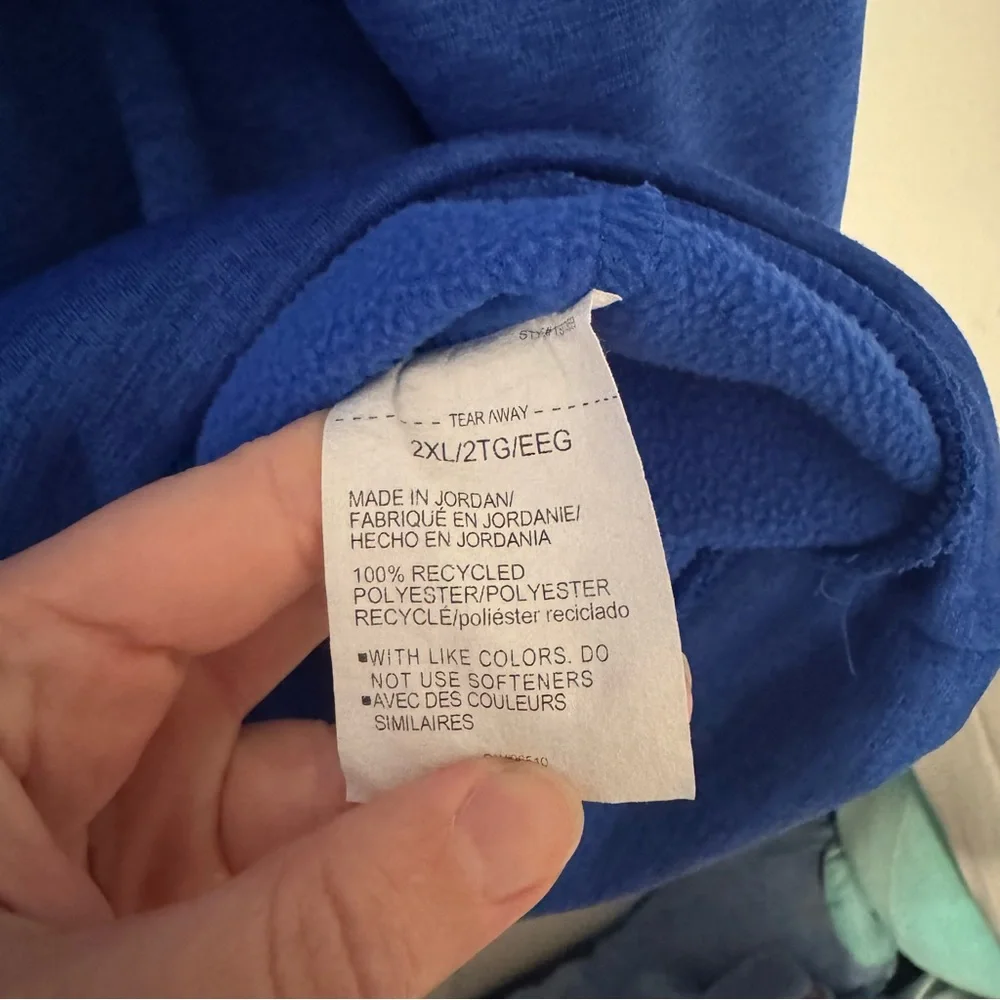 TEAR AWAY
2XL/2TG/EEG
MADE IN JORDAN/
FABRIQUÉ EN JORDANIE/
HECHO EN JORDANIA
100% RECYCLED
POLYESTER/POLYESTER
RECYCLÉ/poliéster reciclado
WITH LIKE COLORS. DO
NOT USE SOFTENERS
AVEC DES COULEURS
SIMILAIRES